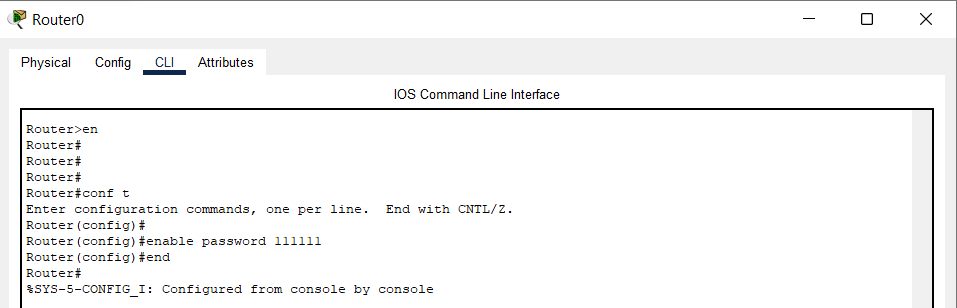 Router0
Physical Config CLI Attributes
IOS Command Line Interface
Router>en
Router#
Router#
Router#
Router#conf t
Enter configuration commands, one per line.  End with CNTL/Z.
Router(config)#
Router(config)#enable password 111111
Router(config)#end
Router#
%SYS-5-CONFIG_I: Configured from console by console